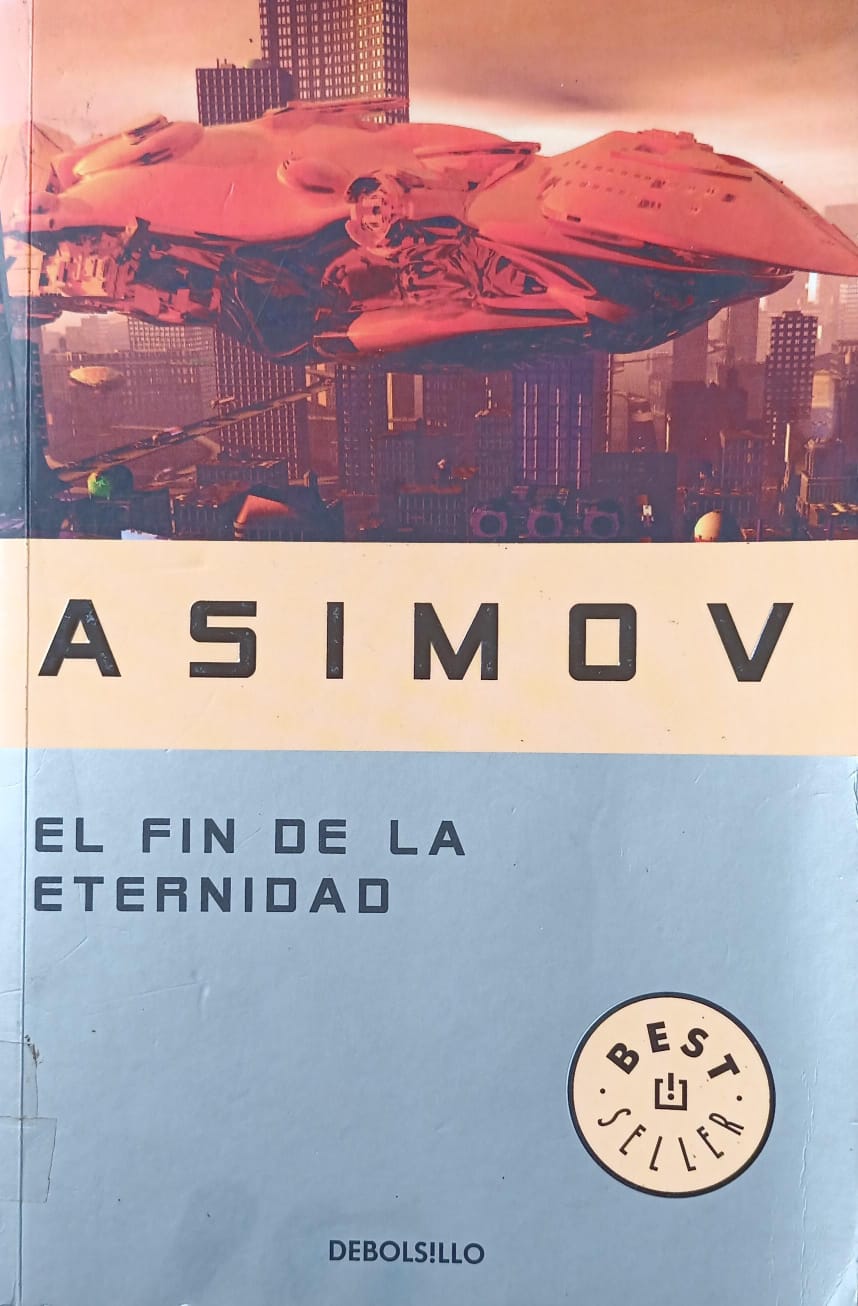 ASIMOV
EL FIN DE LA
ETERNIDAD
BEST
SELLER
DEBOLS!LLO